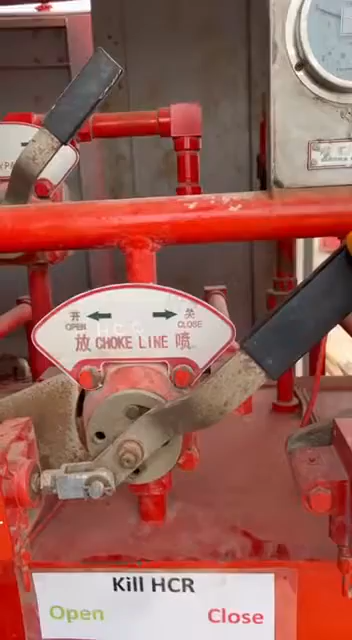 开 关
OPEN CLOSE
HCR
放 CHOKE LINE 喷
Kill HCR
Open Close